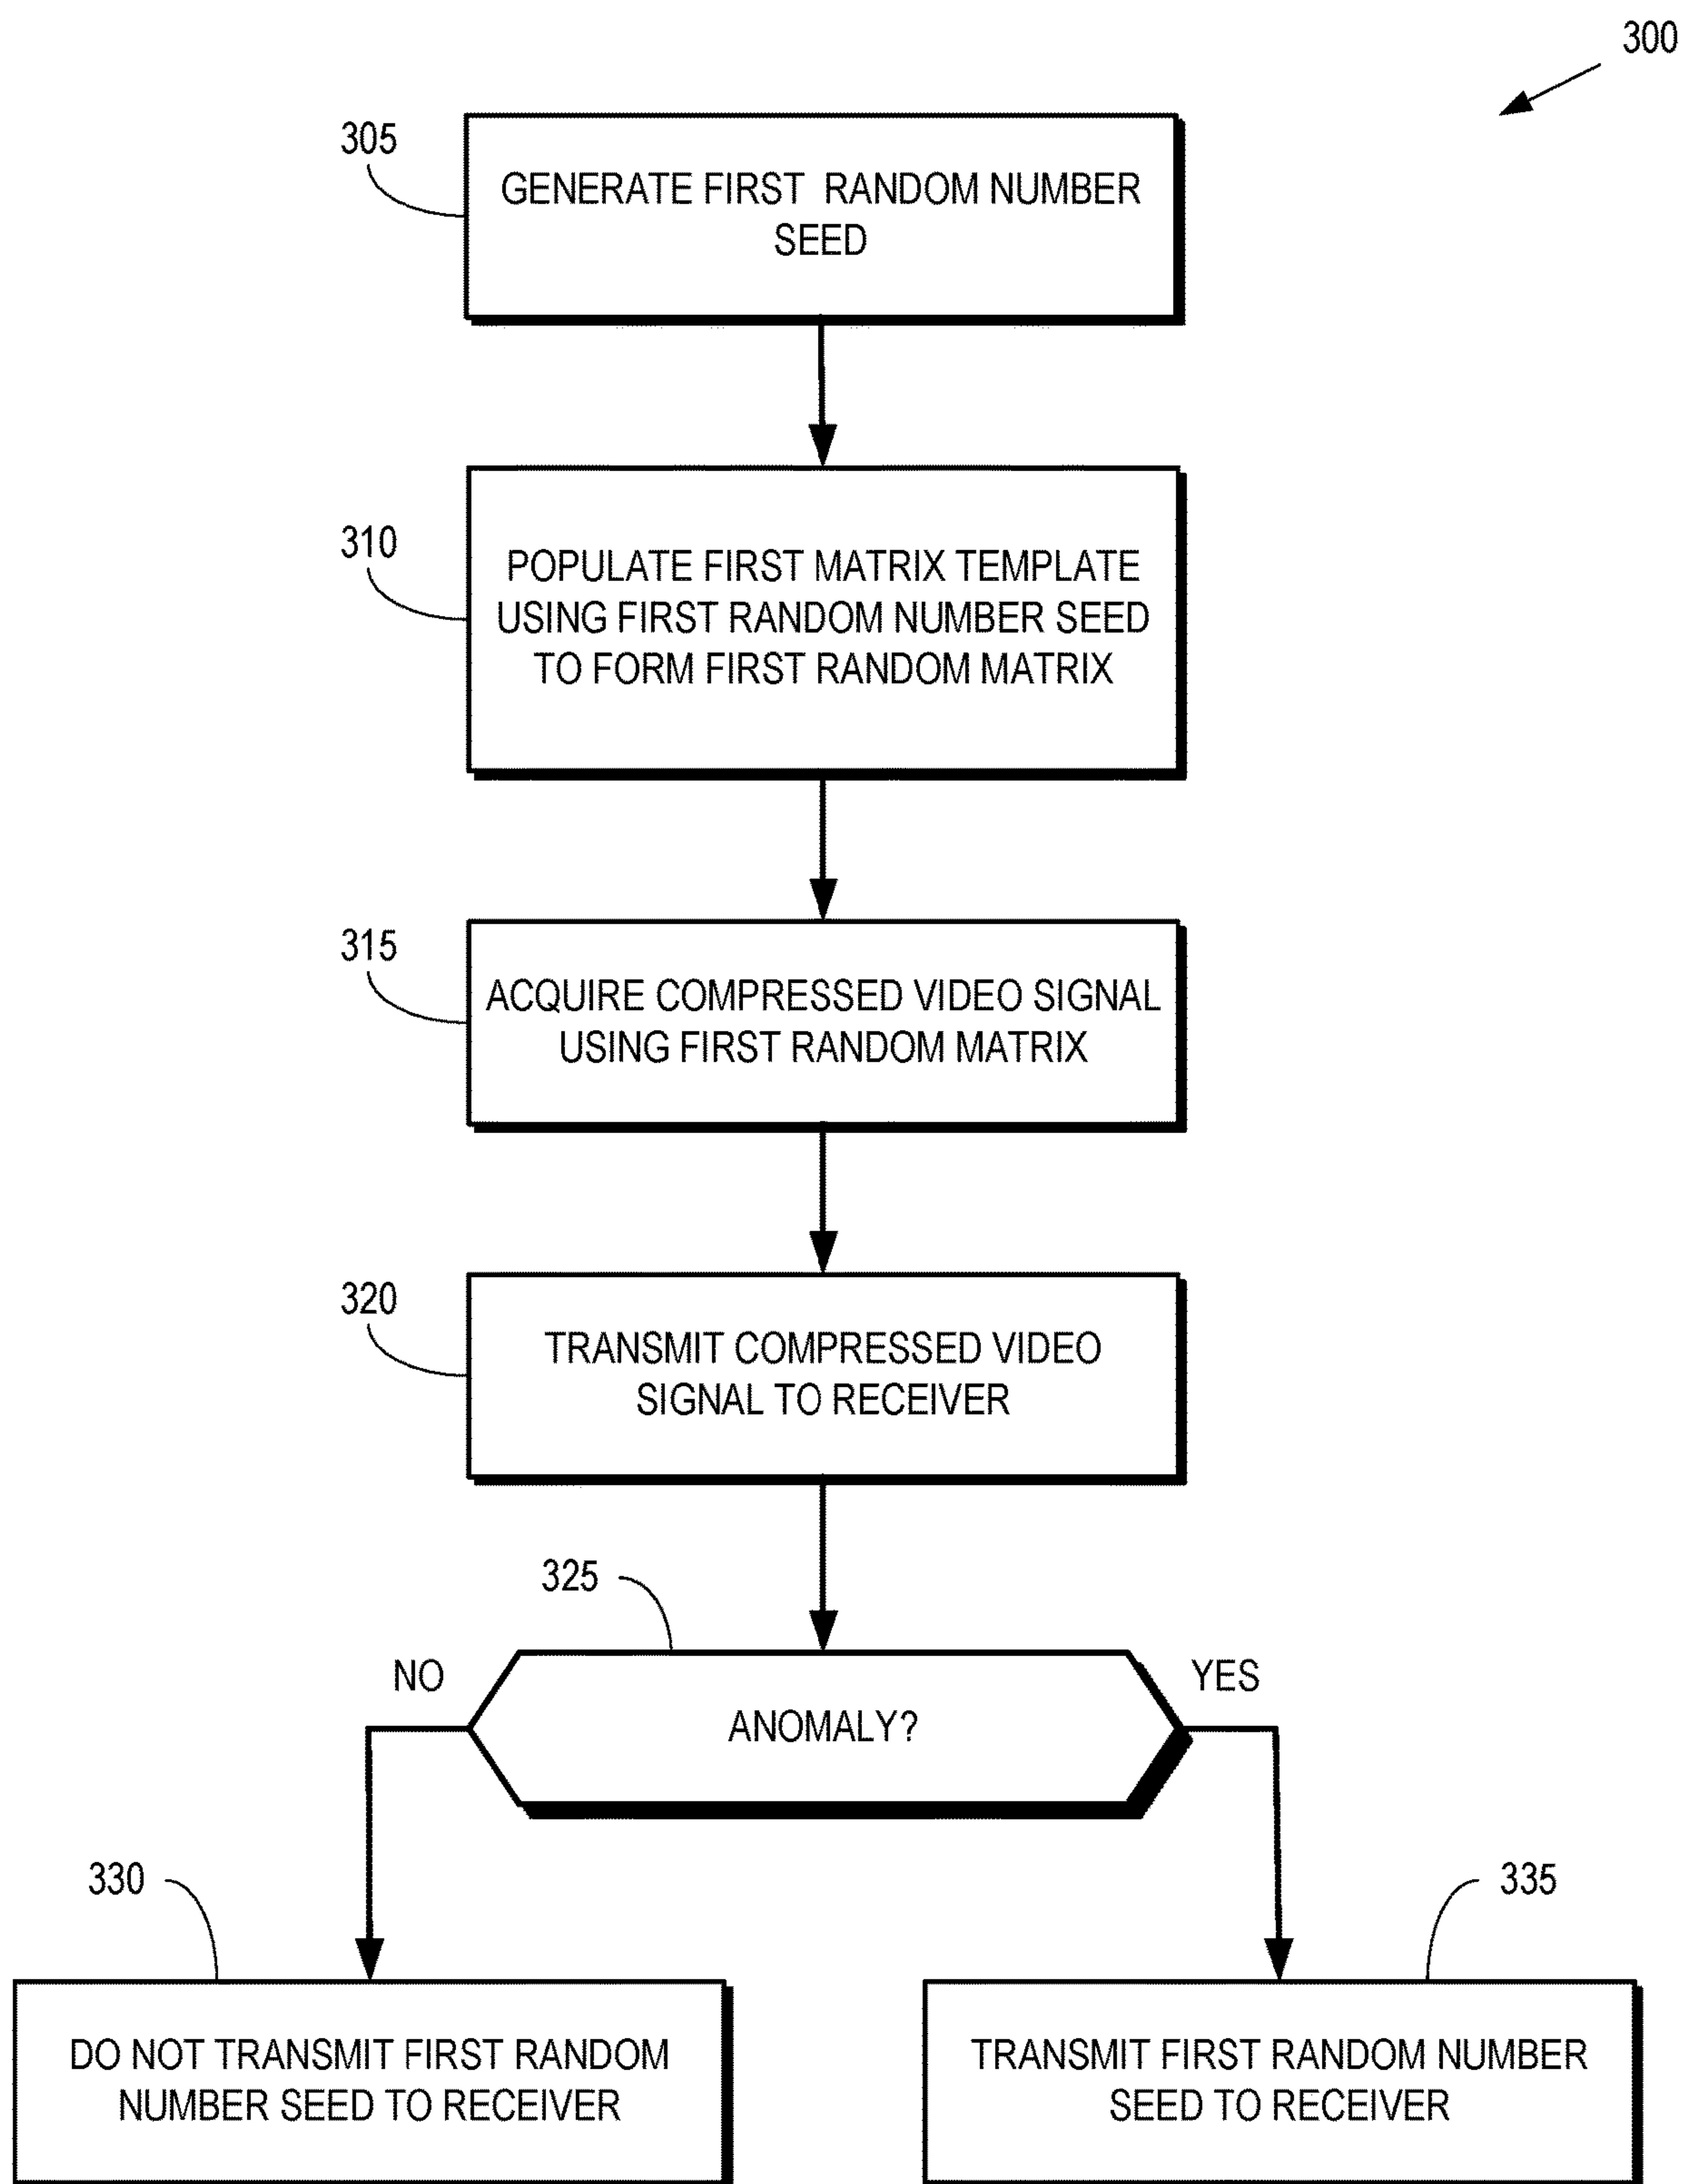 300
305
GENERATE FIRST RANDOM NUMBER
SEED
310
POPULATE FIRST MATRIX TEMPLATE
USING FIRST RANDOM NUMBER SEED
TO FORM FIRST RANDOM MATRIX
315
ACQUIRE COMPRESSED VIDEO SIGNAL
USING FIRST RANDOM MATRIX
320
TRANSMIT COMPRESSED VIDEO
SIGNAL TO RECEIVER
325
NO
YES
ANOMALY?
330
335
DO NOT TRANSMIT FIRST RANDOM
NUMBER SEED TO RECEIVER
TRANSMIT FIRST RANDOM NUMBER
SEED TO RECEIVER